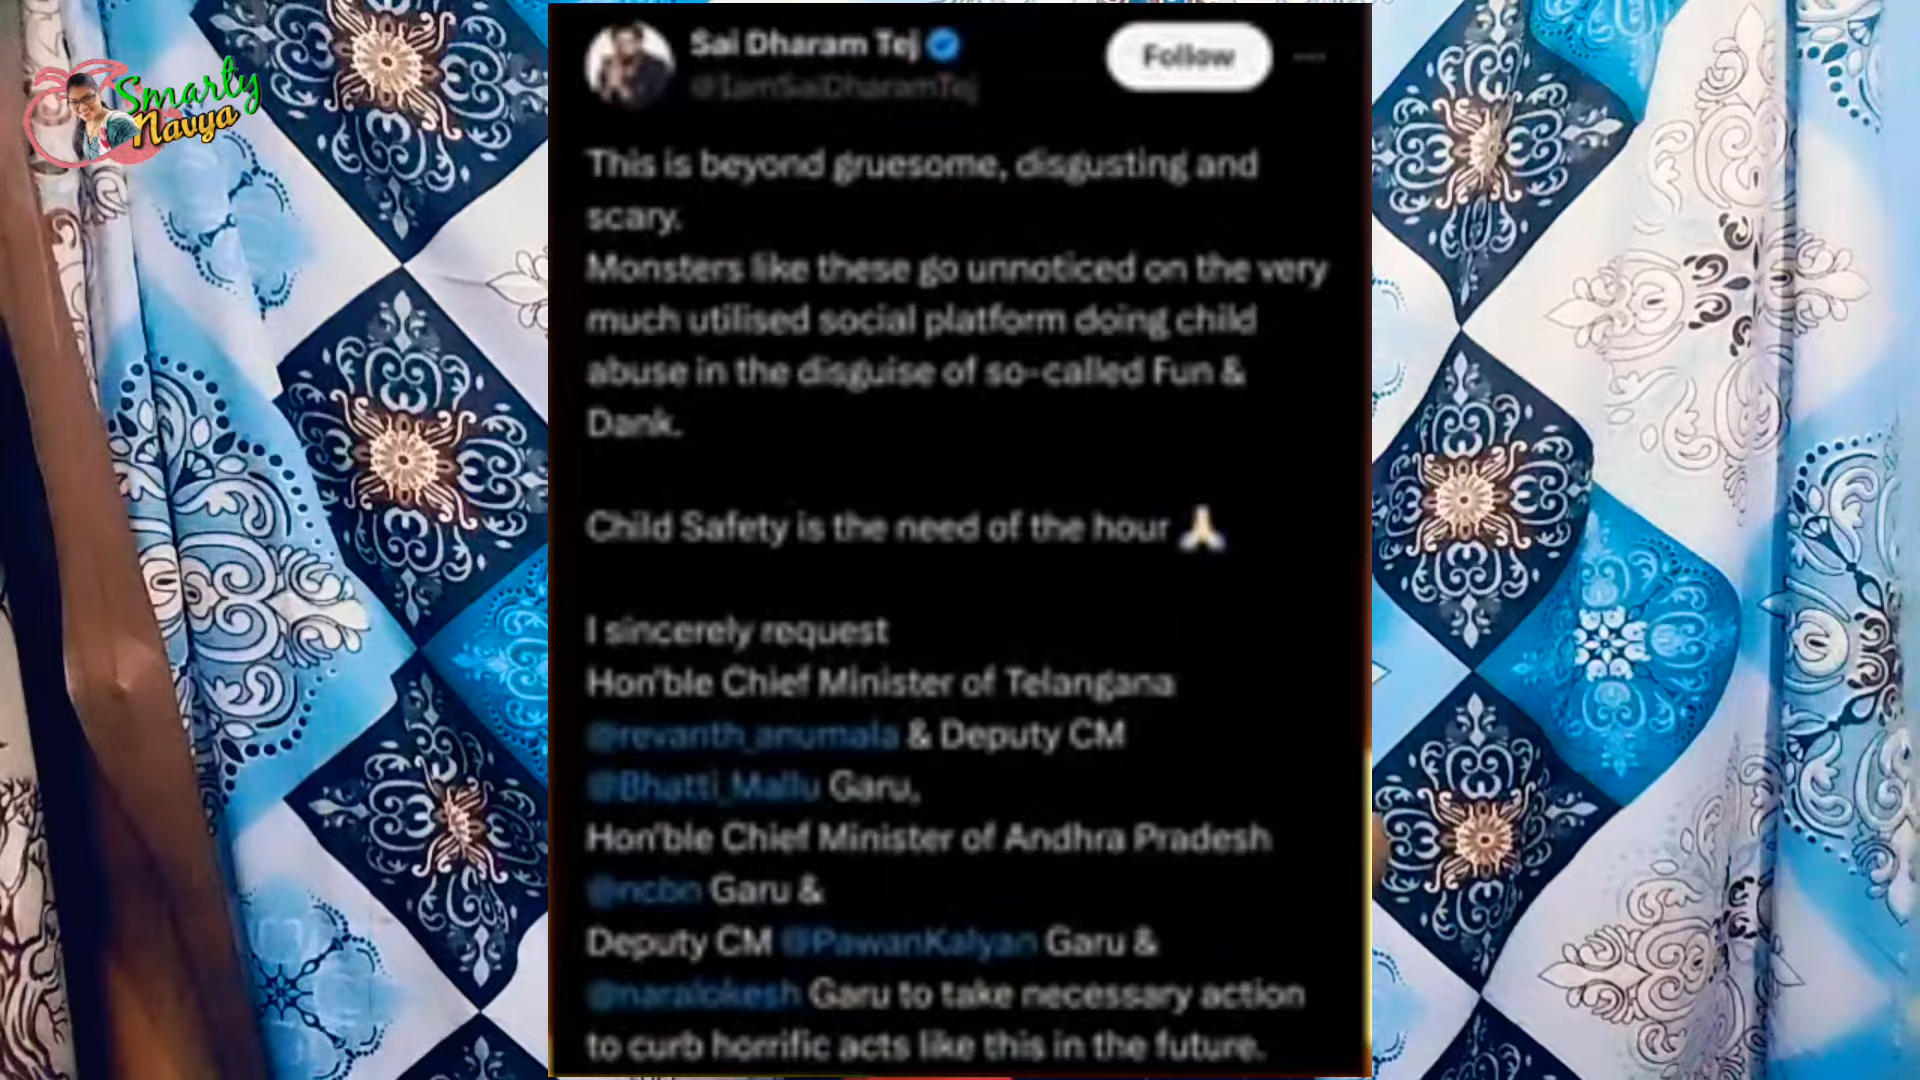 Smarty
Navya
Sai Dharam Tej
@IamSaiDharamTej
Follow
This is beyond gruesome, disgusting and
scary.
Monsters like these go unnoticed on the very
much utilised social platform doing child
abuse in the disguise of so-called Fun &
Dank.
Child Safety is the need of the hour 🙏
I sincerely request
Hon'ble Chief Minister of Telangana
@revanth_anumala & Deputy CM
@Bhatti_Mallu Garu,
Hon'ble Chief Minister of Andhra Pradesh
@ncbn Garu &
Deputy CM @PawanKalyan Garu &
@naralokesh Garu to take necessary action
to curb horrific acts like this in the future.